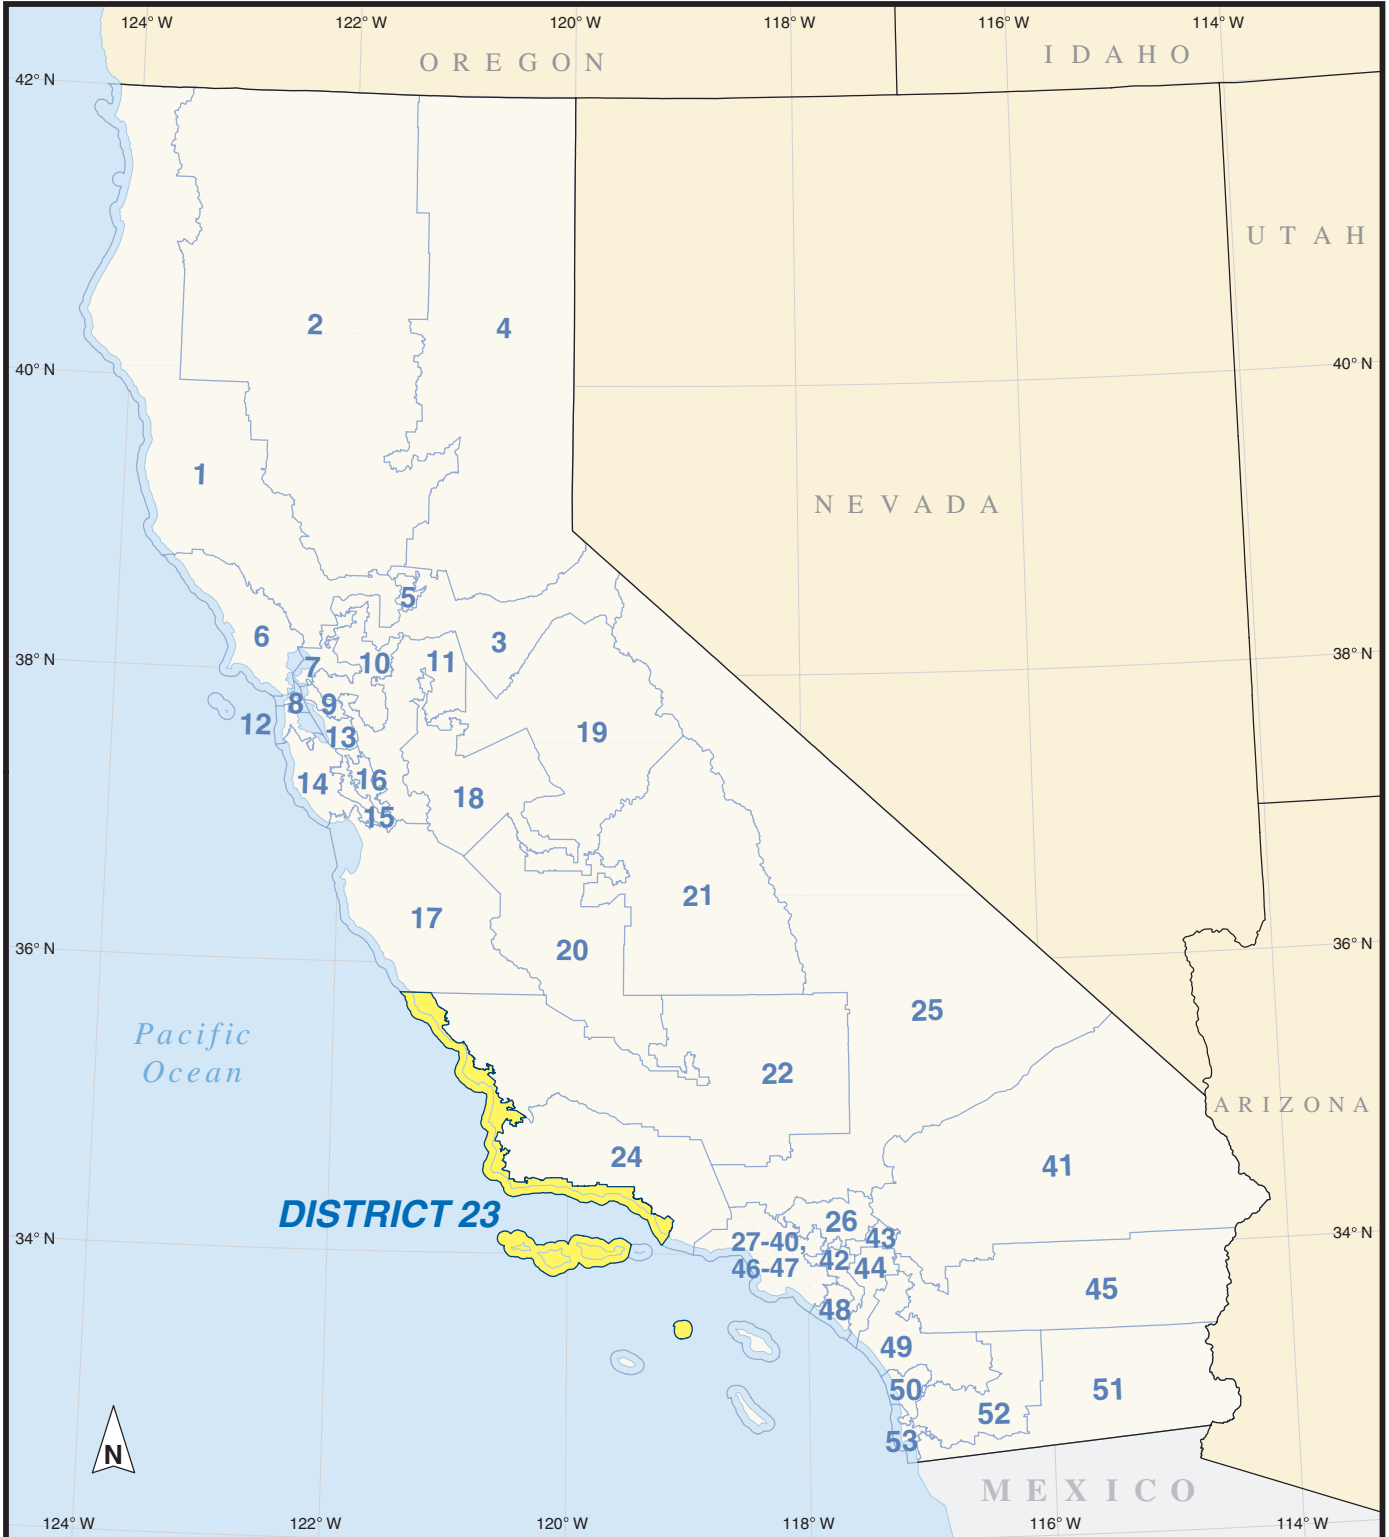 124° W 122° W 120° W 118° W 116° W 114° W
OREGON
IDAHO
42° N
UTAH
2
4
40° N
40° N
1
NEVADA
5
6
3
38° N
7
10
11
38° N
8
9
12
13
19
14
16
18
15
21
17
20
36° N
36° N
25
Pacific
Ocean
22
ARIZONA
24
41
DISTRICT 23
26
34° N
43
34° N
27-40,
46-47
42
44
45
48
49
50
51
52
53
N
MEXICO
124° W 122° W 120° W 118° W 116° W 114° W